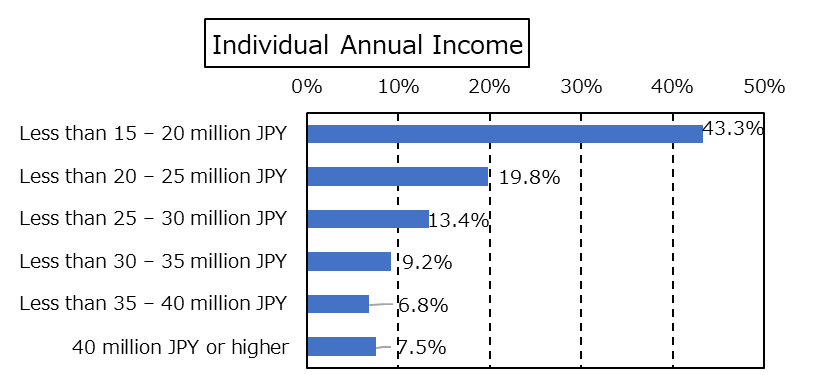 Individual Annual Income
0% 10% 20% 30% 40% 50%
Less than 15 – 20 million JPY 43.3%
Less than 20 – 25 million JPY 19.8%
Less than 25 – 30 million JPY 13.4%
Less than 30 – 35 million JPY 9.2%
Less than 35 – 40 million JPY 6.8%
40 million JPY or higher 7.5%